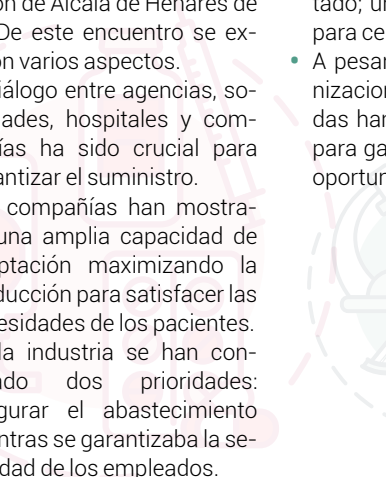 ón de Alcalá de Henares de
De este encuentro se ex-
on varios aspectos.
iálogo entre agencias, so-
ades, hospitales y com-
ías ha sido crucial para
antizar el suministro.
compañías han mostra-
una amplia capacidad de
ptación maximizando la
ducción para satisfacer las
esidades de los pacientes.
la industria se han con-
ado dos prioridades:
gurar el abastecimiento
ntras se garantizaba la se-
dad de los empleados.
tado; un
para ce
• A pesar
nizacion
das han
para ga
oportun